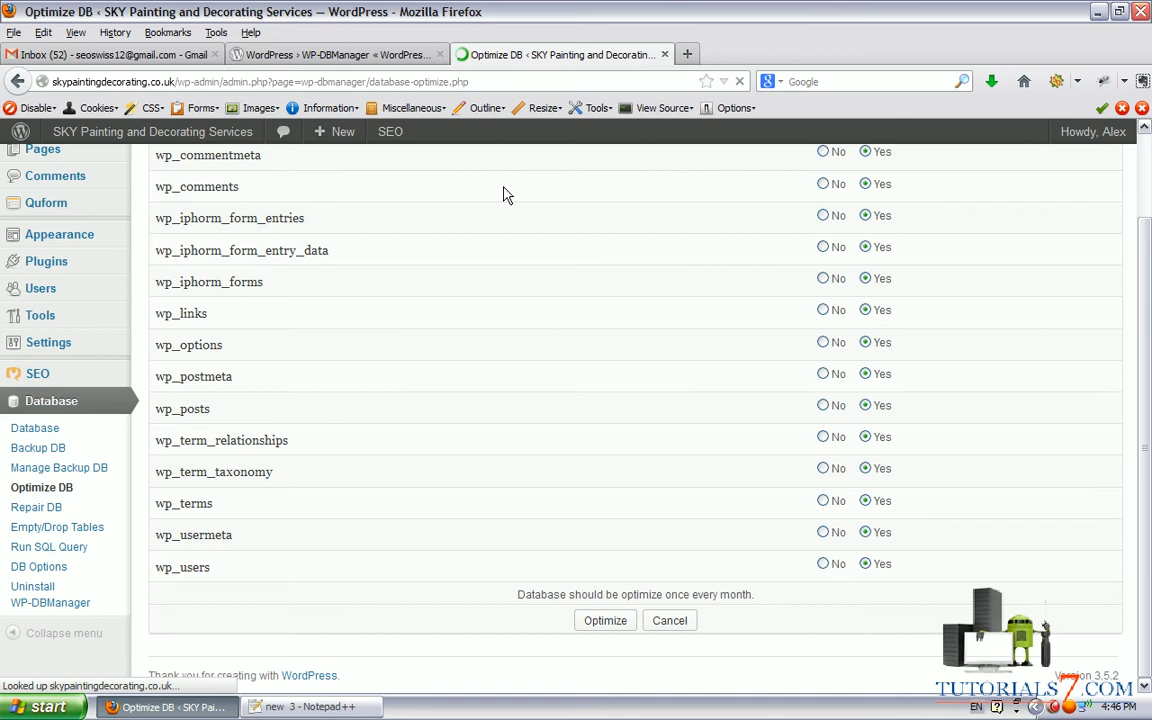 Optimize DB ‹ SKY Painting and Decorating Services — WordPress - Mozilla Firefox
File Edit View History Bookmarks Tools Help
Inbox (52) - seoswiss12@gmail.com - Gmail
WordPress › WP-DBManager « WordPres...
Optimize DB ‹ SKY Painting and Decoratin...
skypaintingdecorating.co.uk/wp-admin/admin.php?page=wp-dbmanager/database-optimize.php
Google
Disable Cookies CSS Forms Images Information Miscellaneous Outline Resize Tools View Source Options
SKY Painting and Decorating Services + New SEO Howdy, Alex
Pages
Comments
Quform
Appearance
Plugins
Users
Tools
Settings
SEO
Database
Database
Backup DB
Manage Backup DB
Optimize DB
Repair DB
Empty/Drop Tables
Run SQL Query
DB Options
Uninstall
WP-DBManager
Collapse menu
wp_commentmeta No Yes
wp_comments No Yes
wp_iphorm_form_entries No Yes
wp_iphorm_form_entry_data No Yes
wp_iphorm_forms No Yes
wp_links No Yes
wp_options No Yes
wp_postmeta No Yes
wp_posts No Yes
wp_term_relationships No Yes
wp_term_taxonomy No Yes
wp_terms No Yes
wp_usermeta No Yes
wp_users No Yes
Database should be optimize once every month.
Optimize Cancel
Thank you for creating with WordPress.
Version 3.5.2
Looked up skypaintingdecorating.co.uk...
TUTORIALS7.COM
start
Optimize DB ‹ SKY Pai...
new 3 - Notepad++
EN
4:46 PM